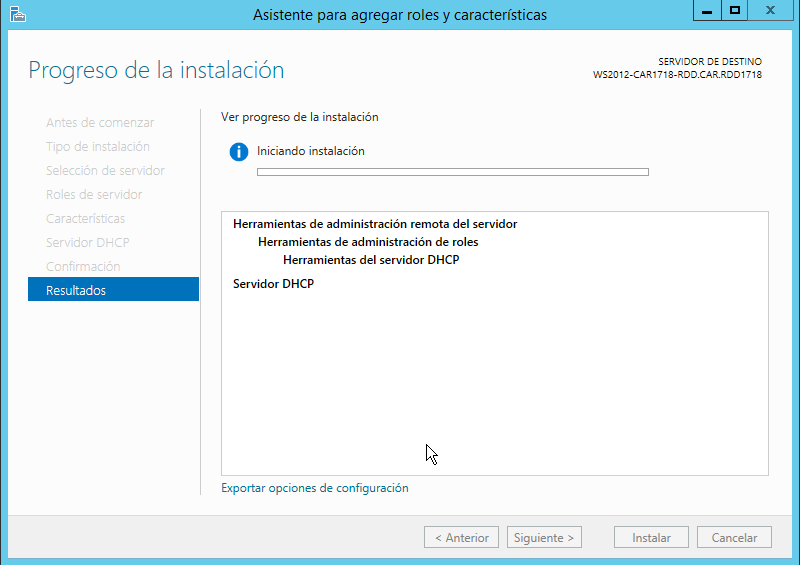 Asistente para agregar roles y características
Progreso de la instalación
SERVIDOR DE DESTINO
WS2012-CAR1718-RDD.CAR.RDD1718
Antes de comenzar
Tipo de instalación
Selección de servidor
Roles de servidor
Características
Servidor DHCP
Confirmación
Resultados
Ver progreso de la instalación
Iniciando instalación
Herramientas de administración remota del servidor
Herramientas de administración de roles
Herramientas del servidor DHCP
Servidor DHCP
Exportar opciones de configuración
< Anterior
Siguiente >
Instalar
Cancelar